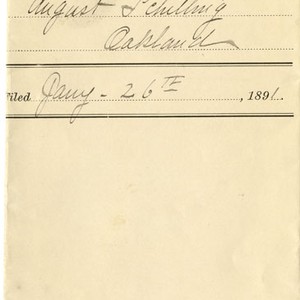 August Schilling
Oakland
Filed Jany - 26TH, 1891.